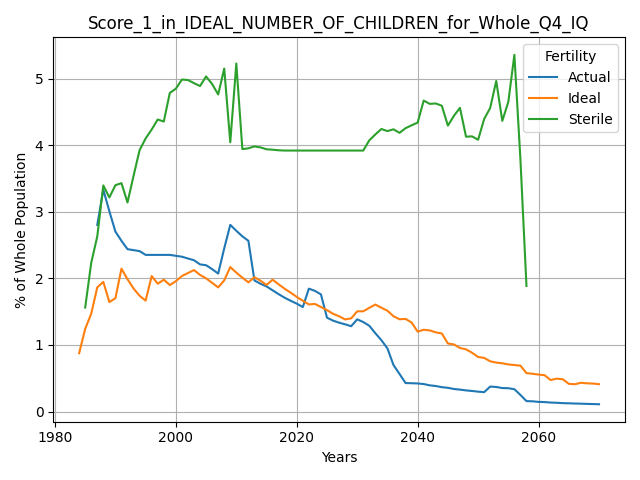 Score_1_in_IDEAL_NUMBER_OF_CHILDREN_for_Whole_Q4_IQ
Fertility
Actual
Ideal
Sterile
% of Whole Population
5
4
3
2
1
0
1980
2000
2020
2040
2060
Years